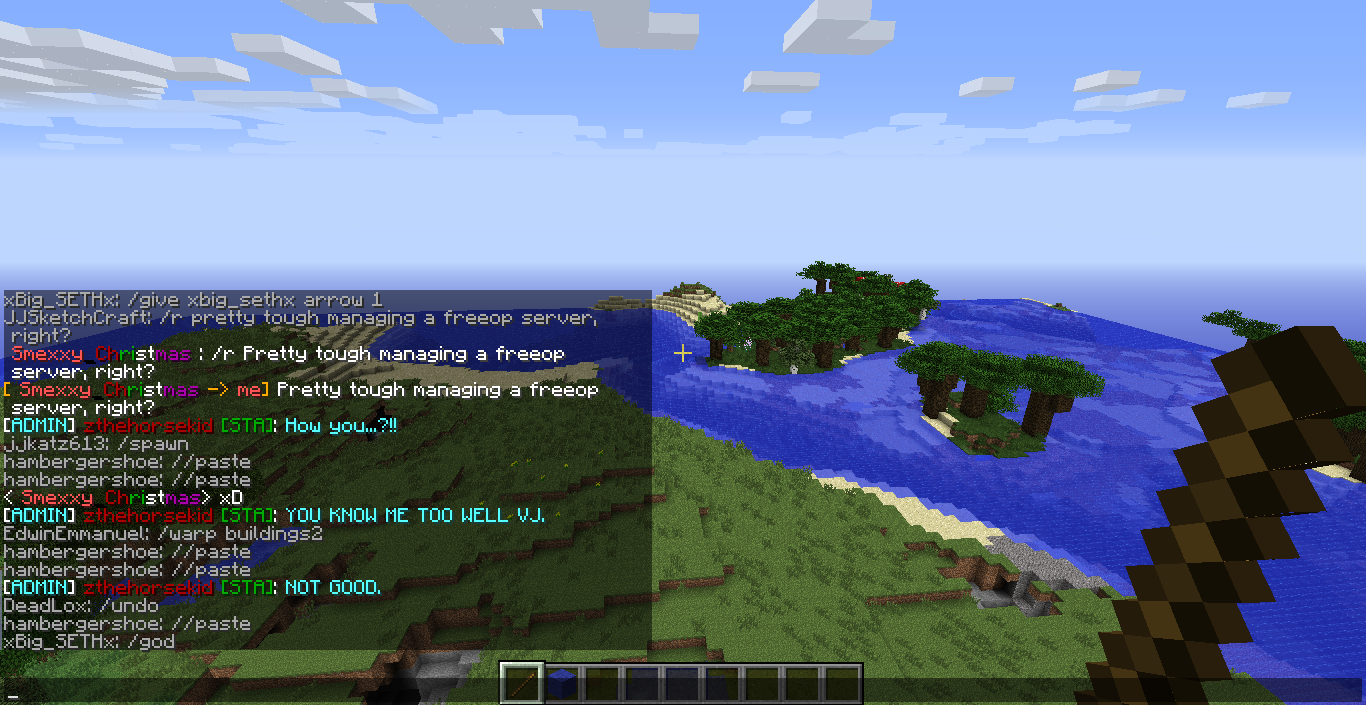 xBig_SETHx: /give xbig_sethx arrow 1
JJSketchCraft: /r pretty tough managing a freeop server,
right?
Smexxy Christmas : /r Pretty tough managing a freeop
server, right?
[ Smexxy Christmas -> me] Pretty tough managing a freeop
server, right?
[ADMIN] zthehorsekid [STA]: How you...?!!
jjkatz613: /spawn
hambergershoe: //paste
hambergershoe: //paste
< Smexxy Christmas> xD
[ADMIN] zthehorsekid [STA]: YOU KNOW ME TOO WELL VJ.
EdwinEmmanuel: /warp buildings2
hambergershoe: //paste
hambergershoe: //paste
[ADMIN] zthehorsekid [STA]: NOT GOOD.
DeadLox: /undo
hambergershoe: //paste
xBig_SETHx: /god
_